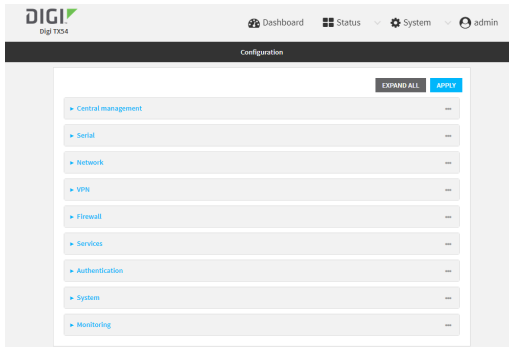 DIGI
Digi TX54
Dashboard Status System admin
Configuration
EXPAND ALL APPLY
Central management
Serial
Network
VPN
Firewall
Services
Authentication
System
Monitoring